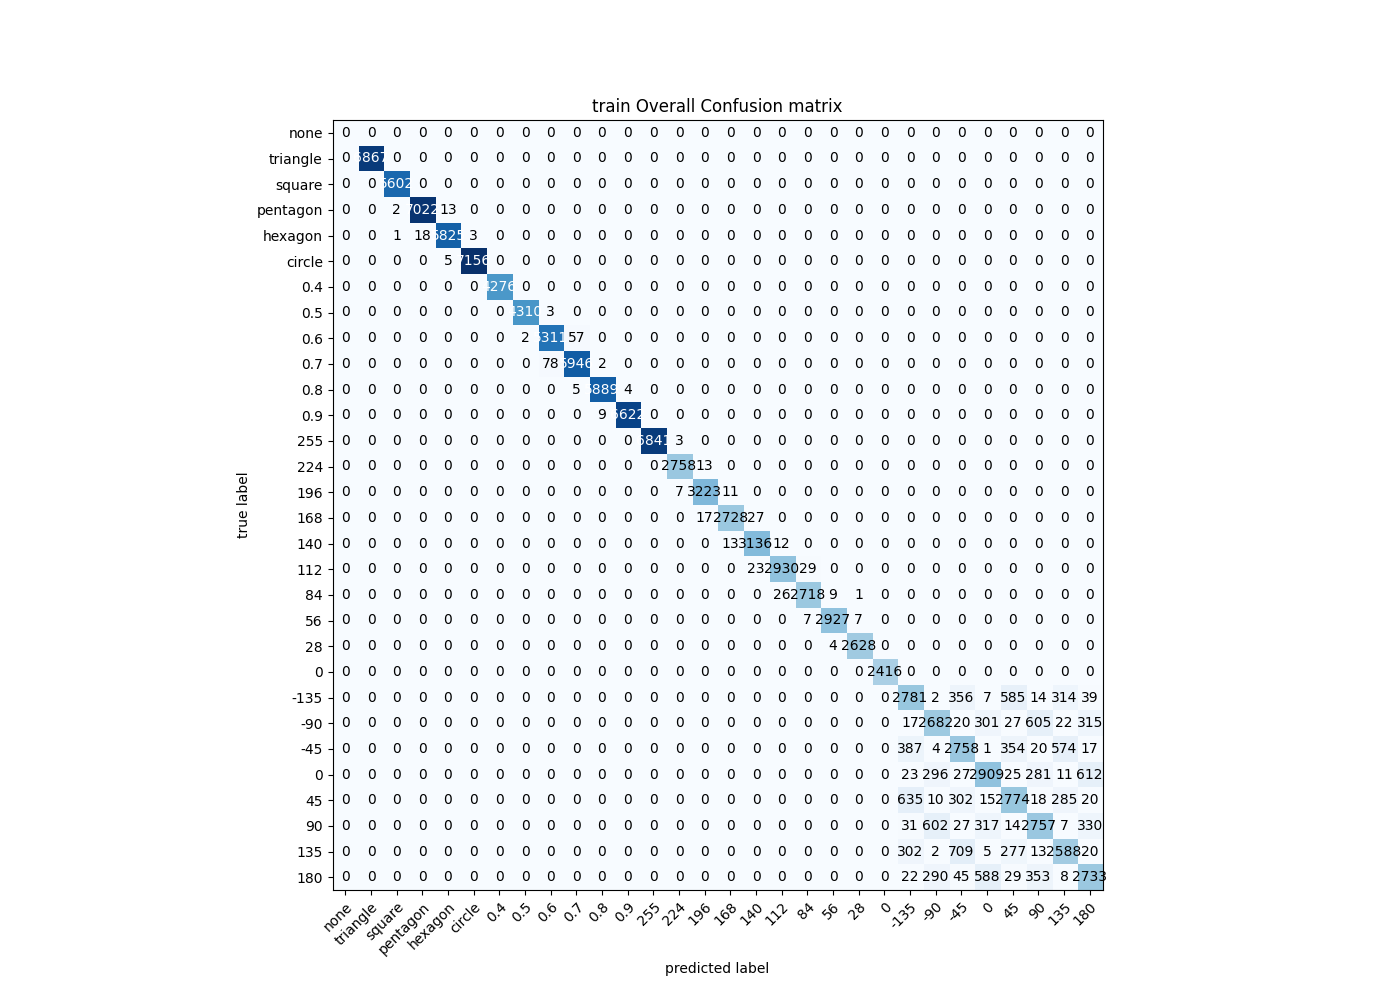 train Overall Confusion matrix
none 0 0 0 0 0 0 0 0 0 0 0 0 0 0 0 0 0 0 0 0 0 0 0 0 0 0 0 0 0 0
triangle 0 0 0 0 0 0 0 0 0 0 0 0 0 0 0 0 0 0 0 0 0 0 0 0 0 0 0 0 0
square 0 0 0 0 0 0 0 0 0 0 0 0 0 0 0 0 0 0 0 0 0 0 0 0 0 0 0 0 0
pentagon 0 0 2 7022 13 0 0 0 0 0 0 0 0 0 0 0 0 0 0 0 0 0 0 0 0 0 0 0 0 0
hexagon 0 0 1 18 3 0 0 0 0 0 0 0 0 0 0 0 0 0 0 0 0 0 0 0 0 0 0 0 0
circle 0 0 0 0 5 7156 0 0 0 0 0 0 0 0 0 0 0 0 0 0 0 0 0 0 0 0 0 0 0 0
0.4 0 0 0 0 0 0 4276 0 0 0 0 0 0 0 0 0 0 0 0 0 0 0 0 0 0 0 0 0 0 0
0.5 0 0 0 0 0 0 0 4310 3 0 0 0 0 0 0 0 0 0 0 0 0 0 0 0 0 0 0 0 0 0
0.6 0 0 0 0 0 0 0 2 57 0 0 0 0 0 0 0 0 0 0 0 0 0 0 0 0 0 0 0 0
0.7 0 0 0 0 0 0 0 0 78 2 0 0 0 0 0 0 0 0 0 0 0 0 0 0 0 0 0 0 0
0.8 0 0 0 0 0 0 0 0 0 5 4 0 0 0 0 0 0 0 0 0 0 0 0 0 0 0 0 0 0
0.9 0 0 0 0 0 0 0 0 0 0 9 0 0 0 0 0 0 0 0 0 0 0 0 0 0 0 0 0 0
255 0 0 0 0 0 0 0 0 0 0 0 0 3 0 0 0 0 0 0 0 0 0 0 0 0 0 0 0 0
224 0 0 0 0 0 0 0 0 0 0 0 0 0 2758 13 0 0 0 0 0 0 0 0 0 0 0 0 0 0 0
196 0 0 0 0 0 0 0 0 0 0 0 0 0 7 3223 11 0 0 0 0 0 0 0 0 0 0 0 0 0 0
168 0 0 0 0 0 0 0 0 0 0 0 0 0 0 17 2728 27 0 0 0 0 0 0 0 0 0 0 0 0 0
140 0 0 0 0 0 0 0 0 0 0 0 0 0 0 0 13 3136 12 0 0 0 0 0 0 0 0 0 0 0 0
112 0 0 0 0 0 0 0 0 0 0 0 0 0 0 0 0 23 2930 29 0 0 0 0 0 0 0 0 0 0 0
84 0 0 0 0 0 0 0 0 0 0 0 0 0 0 0 0 0 26 2718 9 1 0 0 0 0 0 0 0 0 0
56 0 0 0 0 0 0 0 0 0 0 0 0 0 0 0 0 0 0 7 2927 7 0 0 0 0 0 0 0 0 0
28 0 0 0 0 0 0 0 0 0 0 0 0 0 0 0 0 0 0 0 4 2628 0 0 0 0 0 0 0 0 0
0 0 0 0 0 0 0 0 0 0 0 0 0 0 0 0 0 0 0 0 0 0 2416 0 0 0 0 0 0 0 0
-135 0 0 0 0 0 0 0 0 0 0 0 0 0 0 0 0 0 0 0 0 0 0 2781 2 356 7 585 14 314 39
-90 0 0 0 0 0 0 0 0 0 0 0 0 0 0 0 0 0 0 0 0 0 0 17 2682 20 301 27 605 22 315
-45 0 0 0 0 0 0 0 0 0 0 0 0 0 0 0 0 0 0 0 0 0 0 387 4 2758 1 354 20 574 17
0 0 0 0 0 0 0 0 0 0 0 0 0 0 0 0 0 0 0 0 0 0 0 23 296 27 2909 25 281 11 612
45 0 0 0 0 0 0 0 0 0 0 0 0 0 0 0 0 0 0 0 0 0 0 635 10 302 15 2774 18 285 20
90 0 0 0 0 0 0 0 0 0 0 0 0 0 0 0 0 0 0 0 0 0 0 31 602 27 317 14 2757 7 330
135 0 0 0 0 0 0 0 0 0 0 0 0 0 0 0 0 0 0 0 0 0 0 302 2 709 5 277 13 2588 20
180 0 0 0 0 0 0 0 0 0 0 0 0 0 0 0 0 0 0 0 0 0 0 22 290 45 588 29 353 8 2733
none triangle square pentagon hexagon circle 0.4 0.5 0.6 0.7 0.8 0.9 255 224 196 168 140 112 84 56 28 0 -135 -90 -45 0 45 90 135 180
predicted label
true label